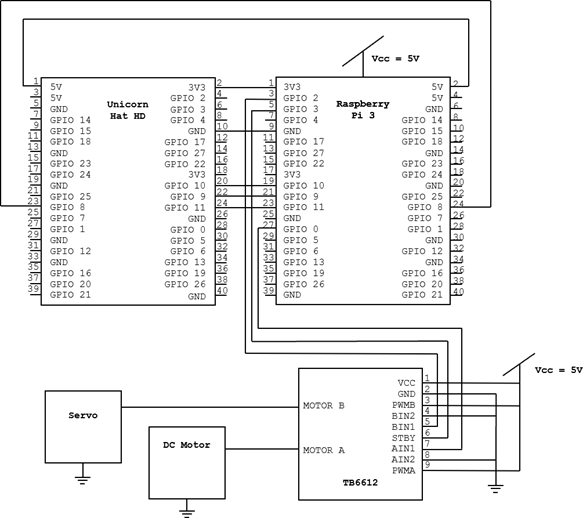 Vcc = 5V
Unicorn
Hat HD
1 5V
3 5V
5 GND
7 GPIO 14
9 GPIO 15
11 GPIO 18
13 GND
15 GPIO 23
17 GPIO 24
19 GND
21 GPIO 25
23 GPIO 8
25 GPIO 7
27 GPIO 1
29 GND
31 GPIO 12
33 GND
35 GPIO 16
37 GPIO 20
39 GPIO 21
3V3 2
GPIO 2 4
GPIO 3 6
GPIO 4 8
GND 10
GPIO 17 12
GPIO 27 14
GPIO 22 16
3V3 18
GPIO 10 20
GPIO 9 22
GPIO 11 24
GND 26
GPIO 0 28
GPIO 5 30
GPIO 6 32
GPIO 13 34
GPIO 19 36
GPIO 26 38
GND 40
Raspberry
Pi 3
1 3V3
3 GPIO 2
5 GPIO 3
7 GPIO 4
9 GND
11 GPIO 17
13 GPIO 27
15 GPIO 22
17 3V3
19 GPIO 10
21 GPIO 9
23 GPIO 11
25 GND
27 GPIO 0
29 GPIO 5
31 GPIO 6
33 GPIO 13
35 GPIO 19
37 GPIO 26
39 GND
5V 2
5V 4
GND 6
GPIO 14 8
GPIO 15 10
GPIO 18 12
GND 14
GPIO 23 16
GPIO 24 18
GND 20
GPIO 25 22
GPIO 8 24
GPIO 7 26
GPIO 1 28
GND 30
GPIO 12 32
GND 34
GPIO 16 36
GPIO 20 38
GPIO 21 40
Vcc = 5V
Servo
DC Motor
MOTOR B
MOTOR A
VCC 1
GND 2
PWMB 3
BIN2 4
BIN1 5
STBY 6
AIN1 7
AIN2 8
PWMA 9
TB6612